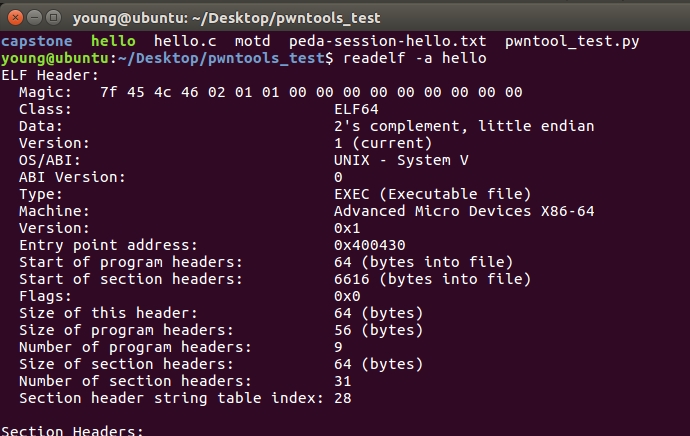 young@ubuntu: ~/Desktop/pwntools_test
capstone  hello  hello.c  motd  peda-session-hello.txt  pwntool_test.py
young@ubuntu:~/Desktop/pwntools_test$ readelf -a hello
ELF Header:
  Magic:   7f 45 4c 46 02 01 01 00 00 00 00 00 00 00 00 00
  Class:                             ELF64
  Data:                              2's complement, little endian
  Version:                           1 (current)
  OS/ABI:                            UNIX - System V
  ABI Version:                       0
  Type:                              EXEC (Executable file)
  Machine:                           Advanced Micro Devices X86-64
  Version:                           0x1
  Entry point address:               0x400430
  Start of program headers:          64 (bytes into file)
  Start of section headers:          6616 (bytes into file)
  Flags:                             0x0
  Size of this header:               64 (bytes)
  Size of program headers:           56 (bytes)
  Number of program headers:         9
  Size of section headers:           64 (bytes)
  Number of section headers:         31
  Section header string table index: 28
Section Headers: